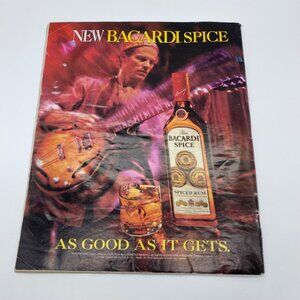 NEW BACARDI SPICE
BACARDI
SPICE
SPICED RUM
AS GOOD AS IT GETS.